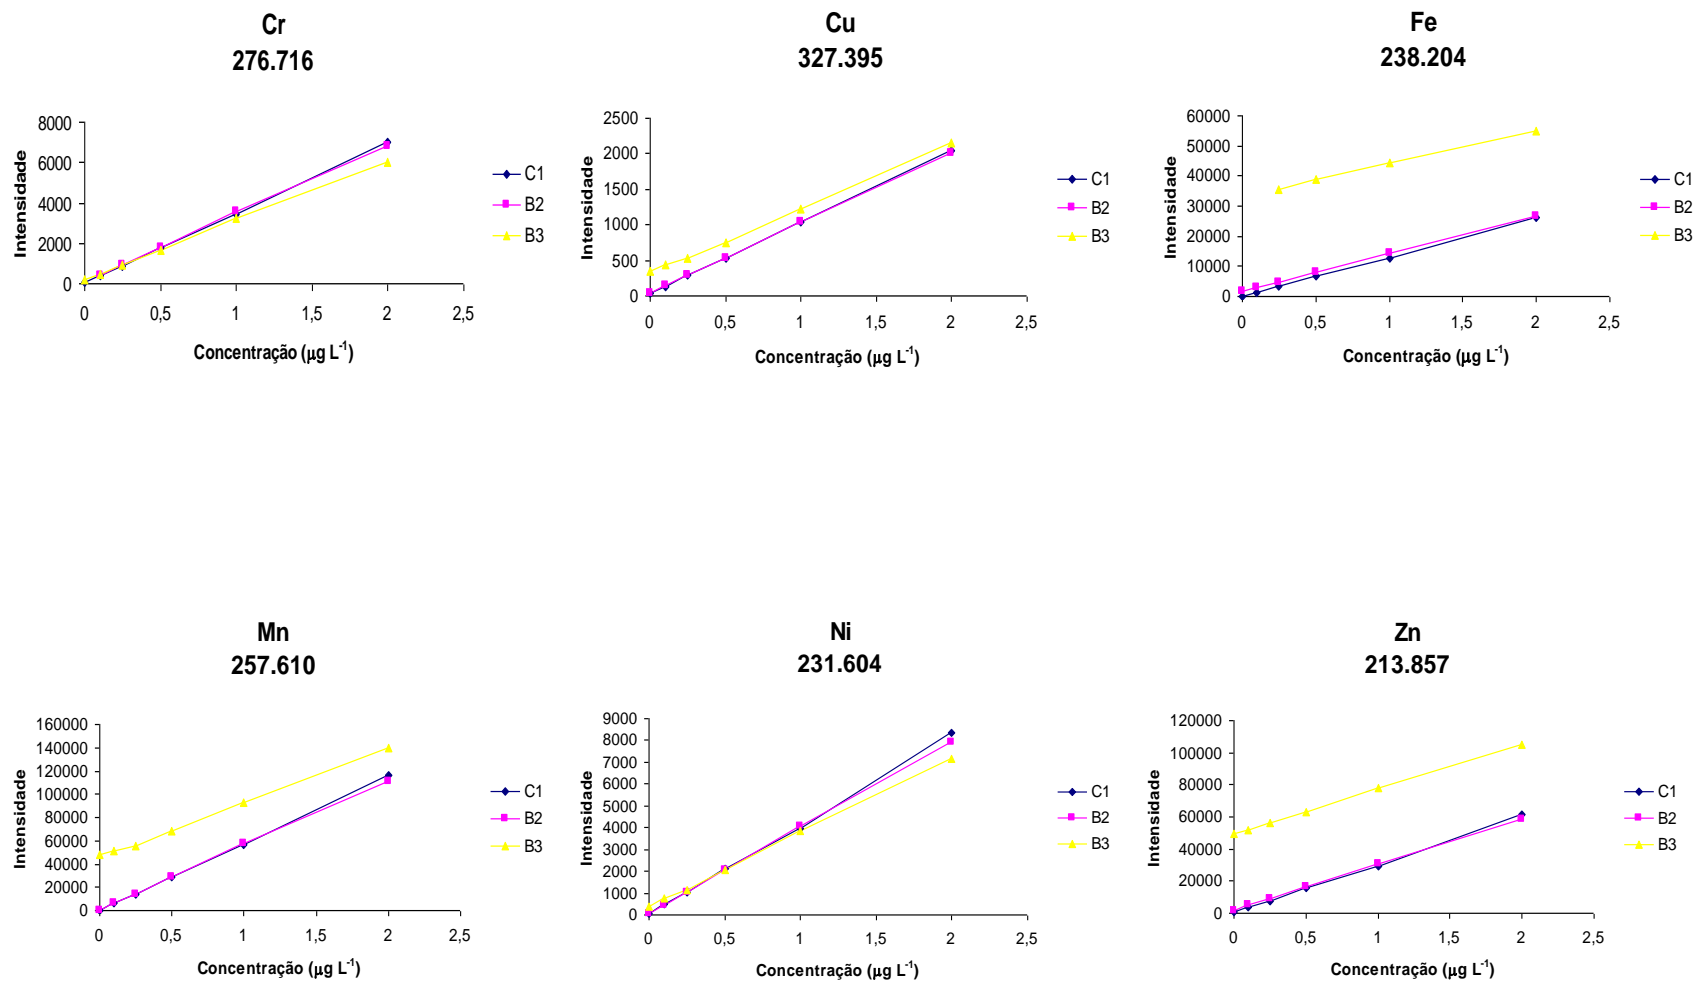 Cr
276.716
8000
6000
4000
2000
0
Intensidade
0 0,5 1 1,5 2 2,5
Concentração (µg L-1)
C1
B2
B3
Cu
327.395
2500
2000
1500
1000
500
0
Intensidade
0 0,5 1 1,5 2 2,5
Concentração (µg L-1)
C1
B2
B3
Fe
238.204
60000
50000
40000
30000
20000
10000
0
Intensidade
0 0,5 1 1,5 2 2,5
Concentração (µg L-1)
C1
B2
B3
Mn
257.610
160000
140000
120000
100000
80000
60000
40000
20000
0
Intensidade
0 0,5 1 1,5 2 2,5
Concentração (µg L-1)
C1
B2
B3
Ni
231.604
9000
8000
7000
6000
5000
4000
3000
2000
1000
0
Intensidade
0 0,5 1 1,5 2 2,5
Concentração (µg L-1)
C1
B2
B3
Zn
213.857
120000
100000
80000
60000
40000
20000
0
Intensidade
0 0,5 1 1,5 2 2,5
Concentração (µg L-1)
C1
B2
B3